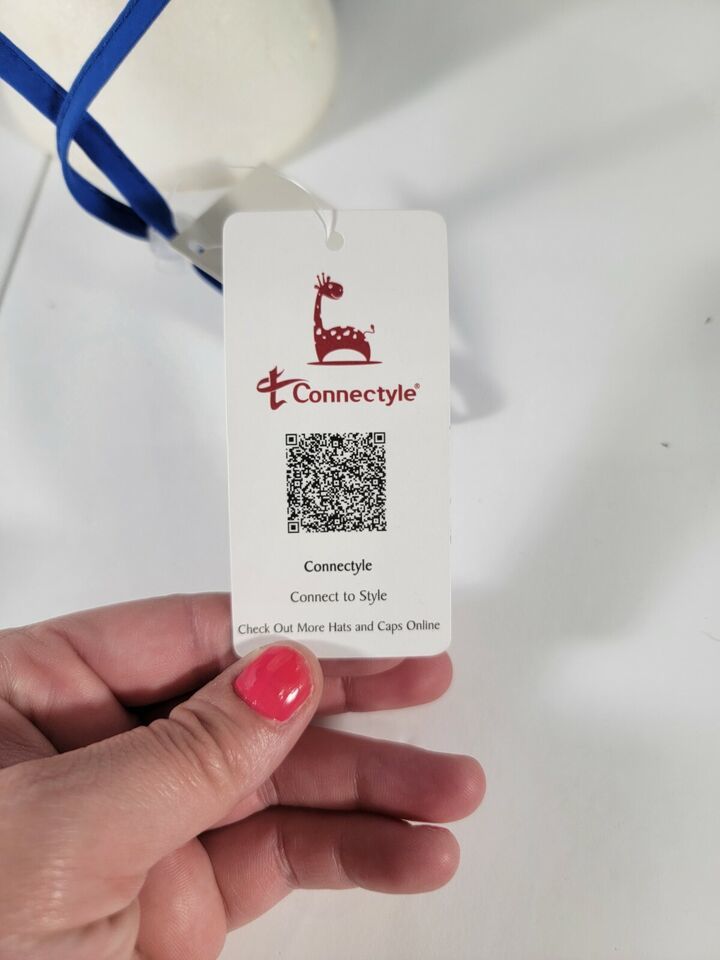 Connectyle®
Connectyle
Connect to Style
Check Out More Hats and Caps Online